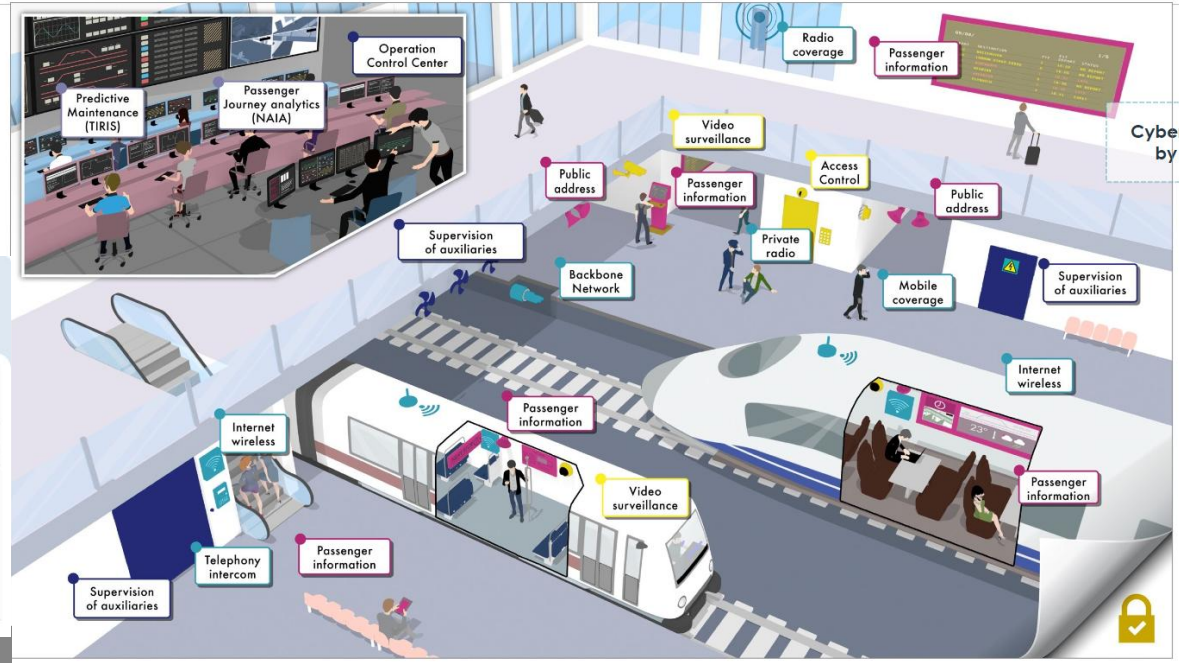 Operation
Control Center
Predictive
Maintenance
(TIRIS)
Passenger
Journey analytics
(NAIA)
Radio
coverage
Passenger
information
Cyber
by
Video
surveillance
Public
address
Passenger
information
Access
Control
Public
address
Supervision
of auxiliaries
Private
radio
Backbone
Network
Mobile
coverage
Supervision
of auxiliaries
Internet
wireless
Passenger
information
Internet
wireless
23°
Passenger
information
Video
surveillance
Telephony
intercom
Passenger
information
Supervision
of auxiliaries